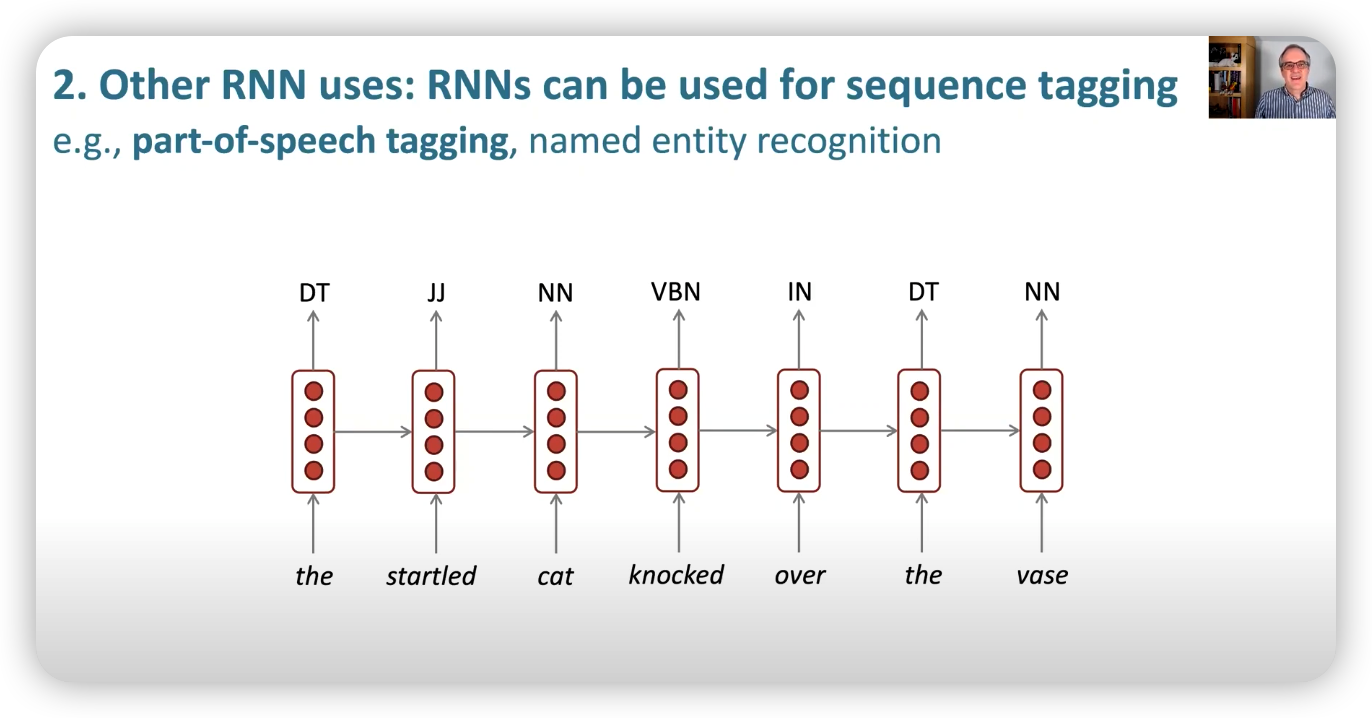 2. Other RNN uses: RNNs can be used for sequence tagging
e.g., part-of-speech tagging, named entity recognition
DT JJ NN VBN IN DT NN
the startled cat knocked over the vase